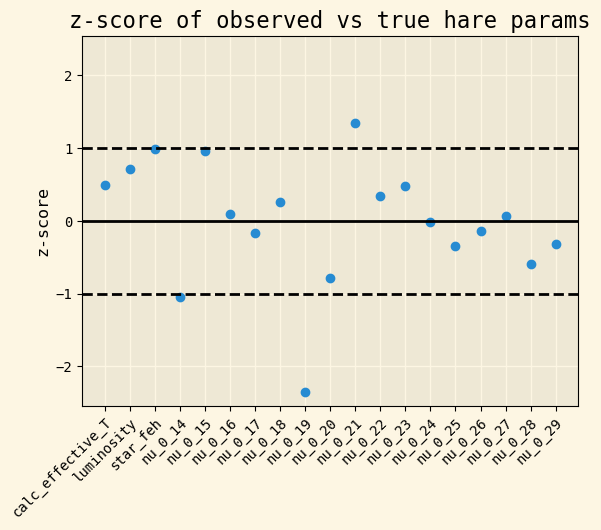 z-score of observed vs true hare params
z-score
2
1
0
−1
−2
calc_effective_T
luminosity
star_feh
nu_0_14
nu_0_15
nu_0_16
nu_0_17
nu_0_18
nu_0_19
nu_0_20
nu_0_21
nu_0_22
nu_0_23
nu_0_24
nu_0_25
nu_0_26
nu_0_27
nu_0_28
nu_0_29